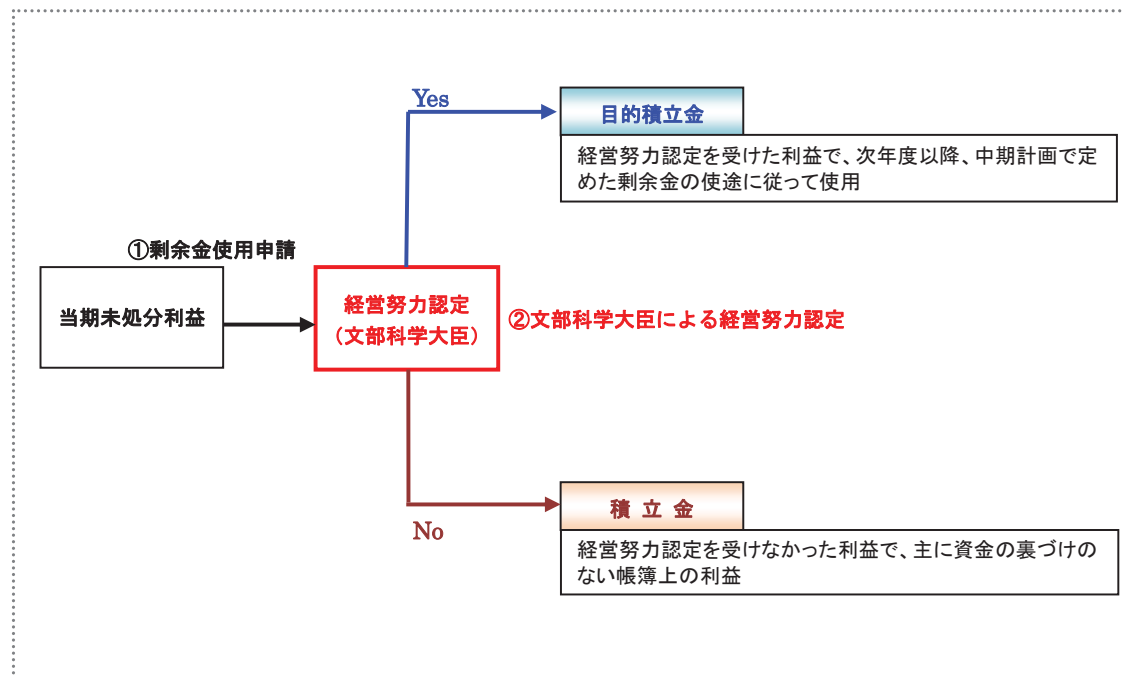 Yes
目的積立金
経営努力認定を受けた利益で、次年度以降、中期計画で定
めた剰余金の使途に従って使用
①剰余金使用申請
当期未処分利益
経営努力認定
（文部科学大臣）
②文部科学大臣による経営努力認定
No
積 立 金
経営努力認定を受けなかった利益で、主に資金の裏づけの
ない帳簿上の利益